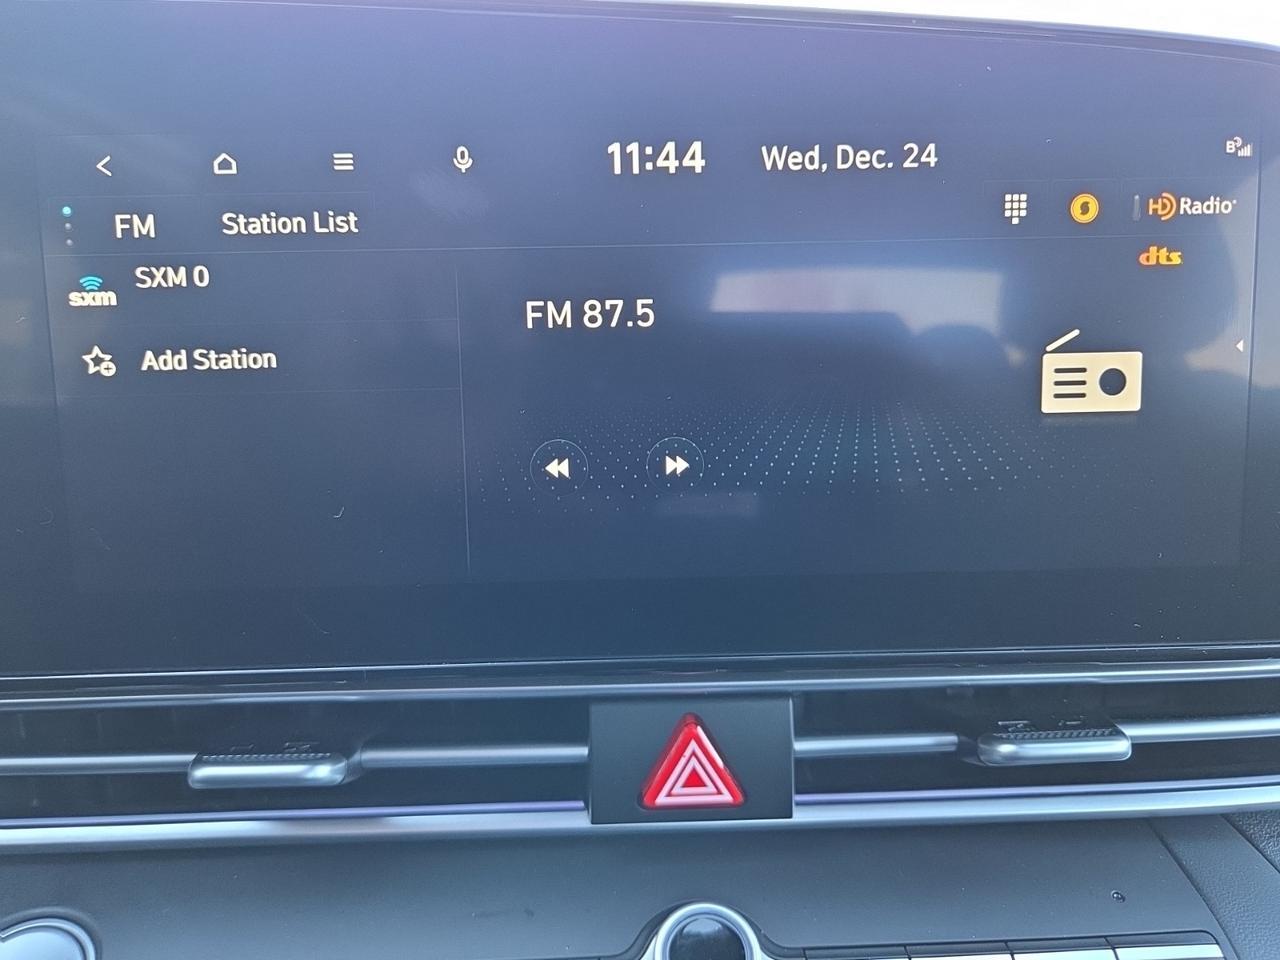 11:44 Wed, Dec. 24 B
FM Station List HD Radio
dts
sxm SXM 0
FM 87.5
Add Station